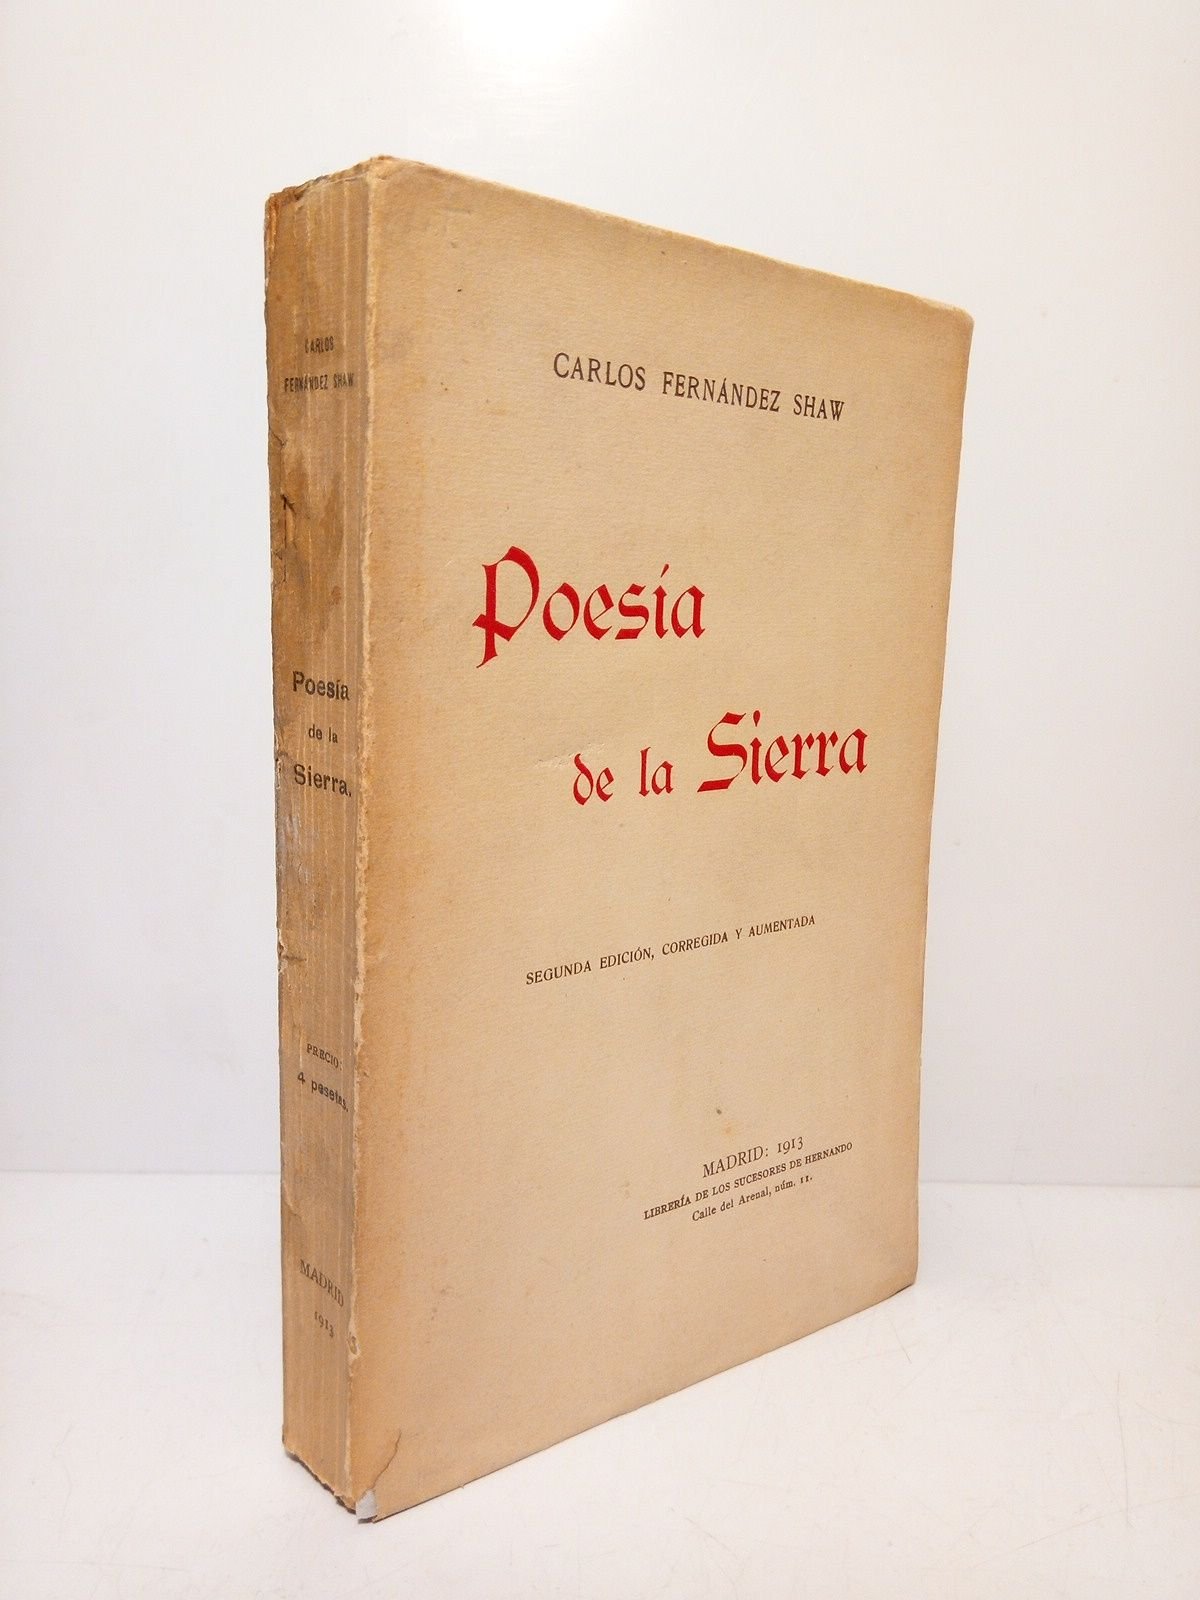 CARLOS
FERNÁNDEZ SHAW
Poesía
de la
Sierra.
PRECIO:
4 pesetas.
MADRID
1913
CARLOS FERNÁNDEZ SHAW
Poesía
de la Sierra
SEGUNDA EDICIÓN, CORREGIDA Y AUMENTADA
MADRID: 1913
LIBRERÍA DE LOS SUCESORES DE HERNANDO
Calle del Arenal, núm. 11.